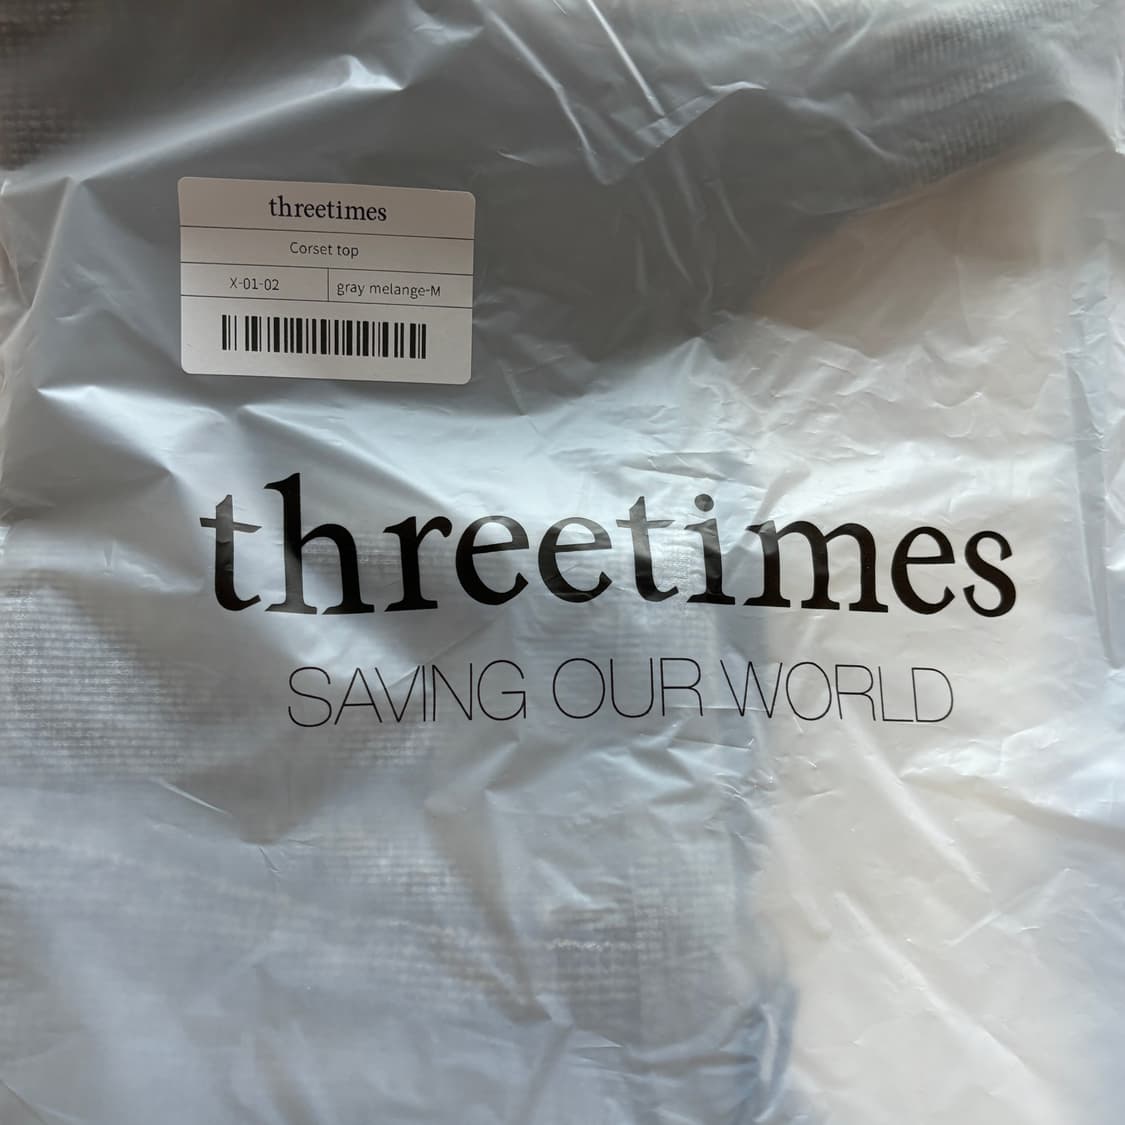 threetimes
Corset top
X-01-02 gray melange-M
threetimes
SAVING OUR WORLD